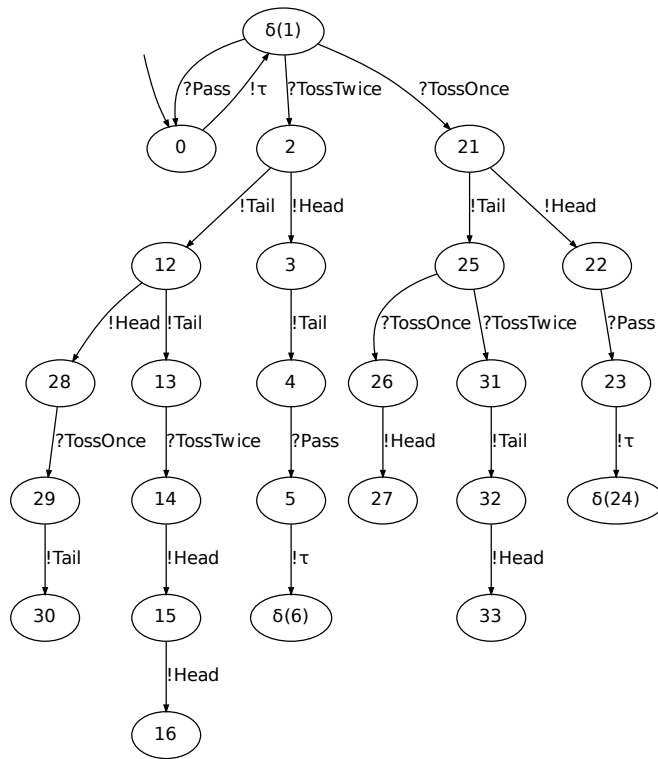 δ(1)
?Pass !τ ?TossTwice ?TossOnce
0 2 21
!Tail !Head !Tail !Head
12 3 25 22
!Head !Tail !Tail ?TossOnce ?TossTwice ?Pass
28 13 4 26 31 23
?TossOnce ?TossTwice ?Pass !Head !Tail !τ
29 14 5 27 32 δ(24)
!Tail !Head !τ !Head
30 15 δ(6) 33
!Head
16